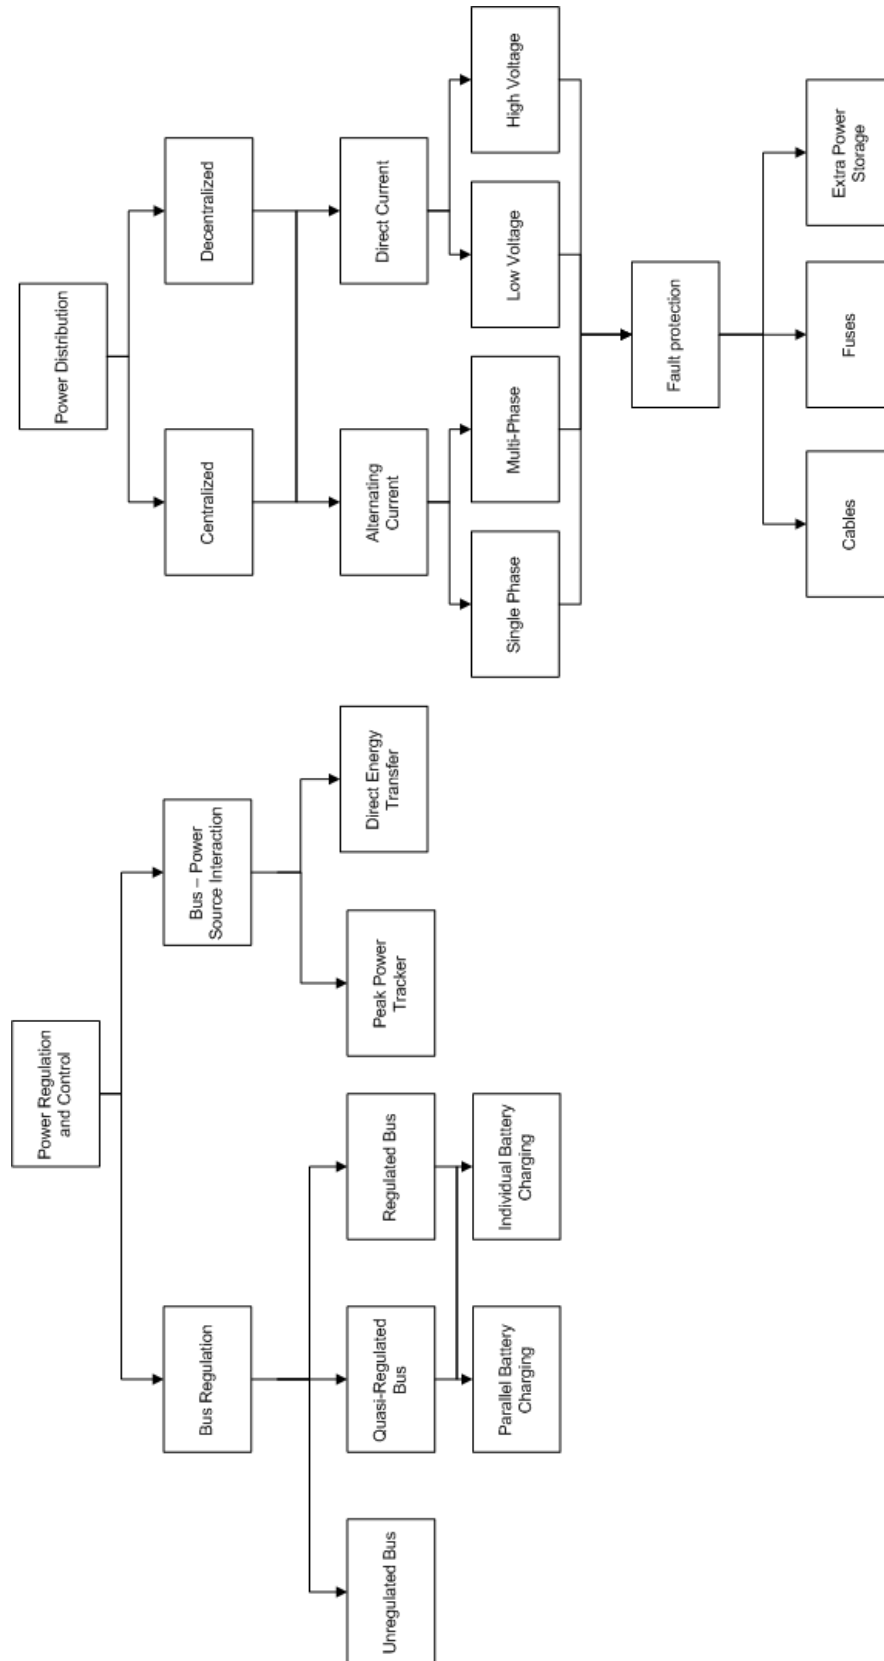 Power Regulation
and Control
Power Distribution
Bus Regulation
Bus – Power
Source Interaction
Centralized
Decentralized
Unregulated Bus
Quasi-Regulated
Bus
Regulated Bus
Peak Power
Tracker
Direct Energy
Transfer
Alternating
Current
Direct Current
Parallel Battery
Charging
Individual Battery
Charging
Single Phase
Multi-Phase
Low Voltage
High Voltage
Fault protection
Cables
Fuses
Extra Power
Storage